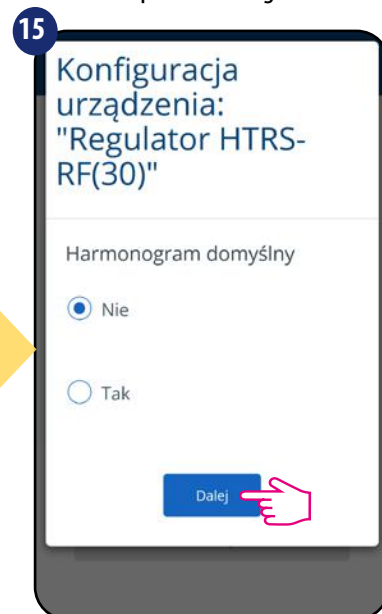 15
Konfiguracja
urządzenia:
"Regulator HTRS-
RF(30)"
Harmonogram domyślny
Nie
Tak
Dalej